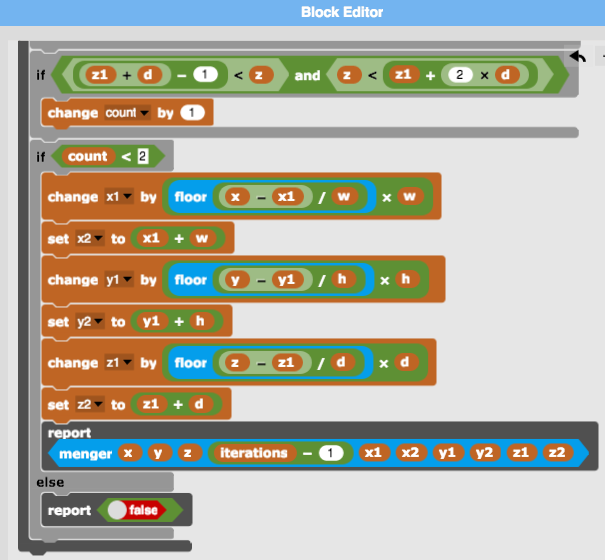 Block Editor
if z1 + d - 1 < z and z < z1 + 2 × d
change count by 1
if count < 2
change x1 by floor x - x1 / w × w
set x2 to x1 + w
change y1 by floor y - y1 / h × h
set y2 to y1 + h
change z1 by floor z - z1 / d × d
set z2 to z1 + d
report
menger x y z iterations - 1 x1 x2 y1 y2 z1 z2
else
report false